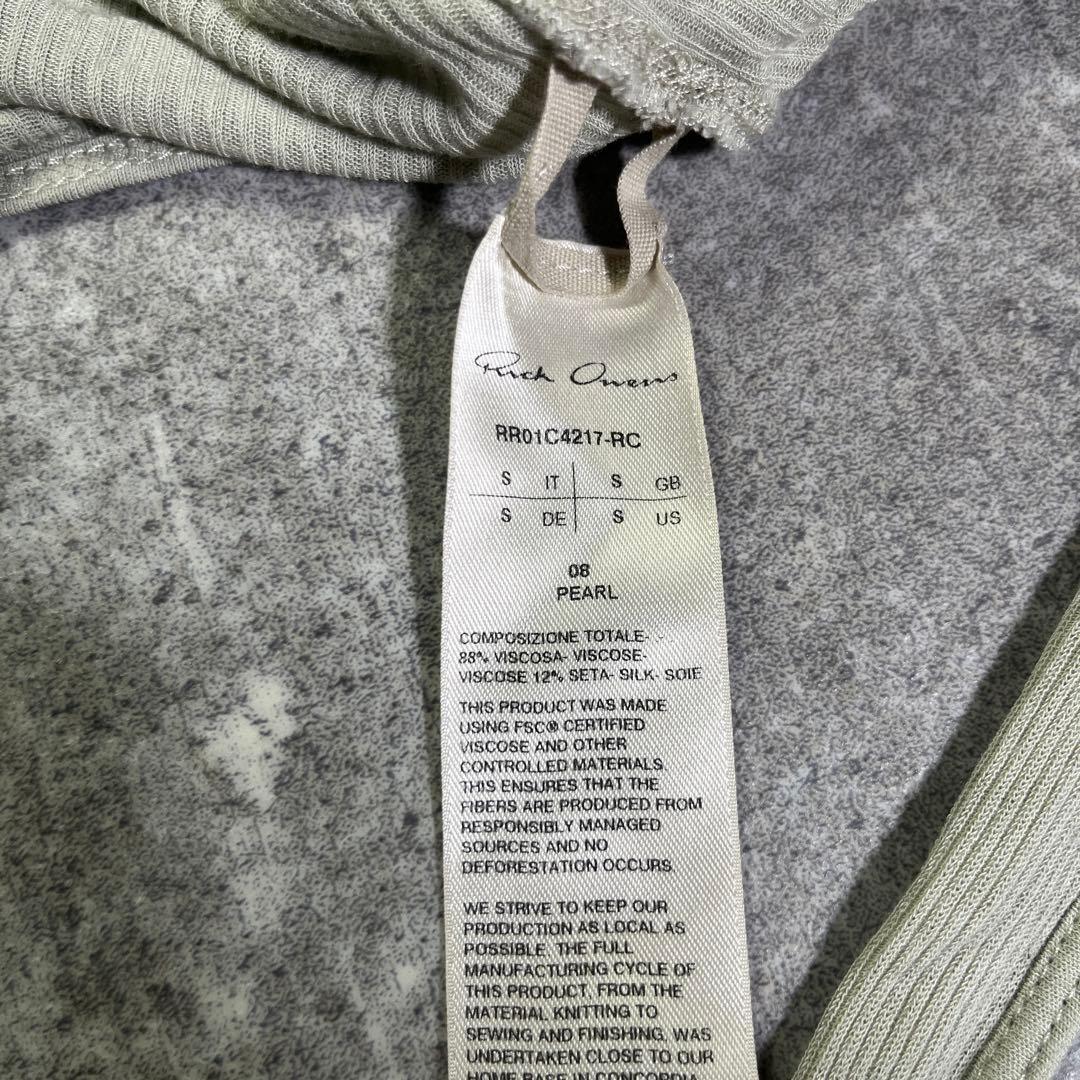 Rick Owens
RR01C4217-RC
S IT S GB
S DE S US
08
PEARL
COMPOSIZIONE TOTALE- -
88% VISCOSA- VISCOSE-
VISCOSE 12% SETA- SILK- SOIE
THIS PRODUCT WAS MADE
USING FSC® CERTIFIED
VISCOSE AND OTHER
CONTROLLED MATERIALS.
THIS ENSURES THAT THE
FIBERS ARE PRODUCED FROM
RESPONSIBLY MANAGED
SOURCES AND NO
DEFORESTATION OCCURS.
WE STRIVE TO KEEP OUR
PRODUCTION AS LOCAL AS
POSSIBLE. THE FULL
MANUFACTURING CYCLE OF
THIS PRODUCT, FROM THE
MATERIAL KNITTING TO
SEWING AND FINISHING, WAS
UNDERTAKEN CLOSE TO OUR
HOME BASE IN CONCORDIA